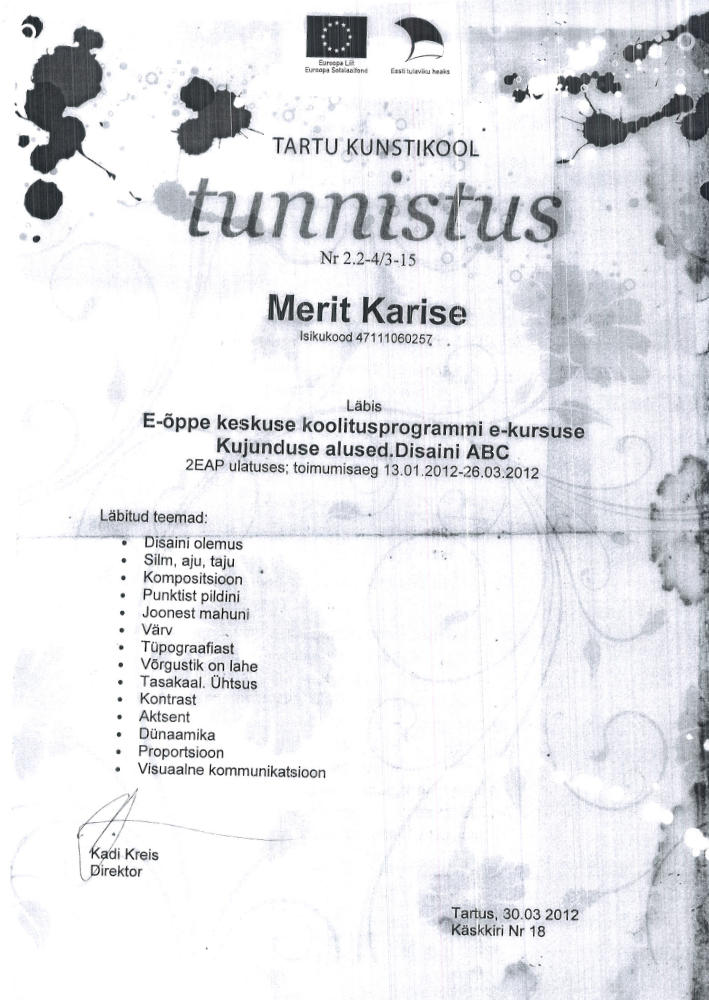 Euroopa Liit
Euroopa Sotsiaalfond
Eesti tuleviku heaks
TARTU KUNSTIKOOL
tunnistus
Nr 2.2-4/3-15
Merit Karise
Isikukood 47111060257
Läbis
E-õppe keskuse koolitusprogrammi e-kursuse
Kujunduse alused.Disaini ABC
2EAP ulatuses; toimumisaeg 13.01.2012-26.03.2012
Läbitud teemad:
• Disaini olemus
• Silm, aju, taju
• Kompositsioon
• Punktist pildini
• Joonest mahuni
• Värv
• Tüpograafiast
• Võrgustik on lahe
• Tasakaal. Ühtsus
• Kontrast
• Aktsent
• Dünaamika
• Proportsioon
• Visuaalne kommunikatsioon
Kadi Kreis
Direktor
Tartus, 30.03 2012
Käskkiri Nr 18